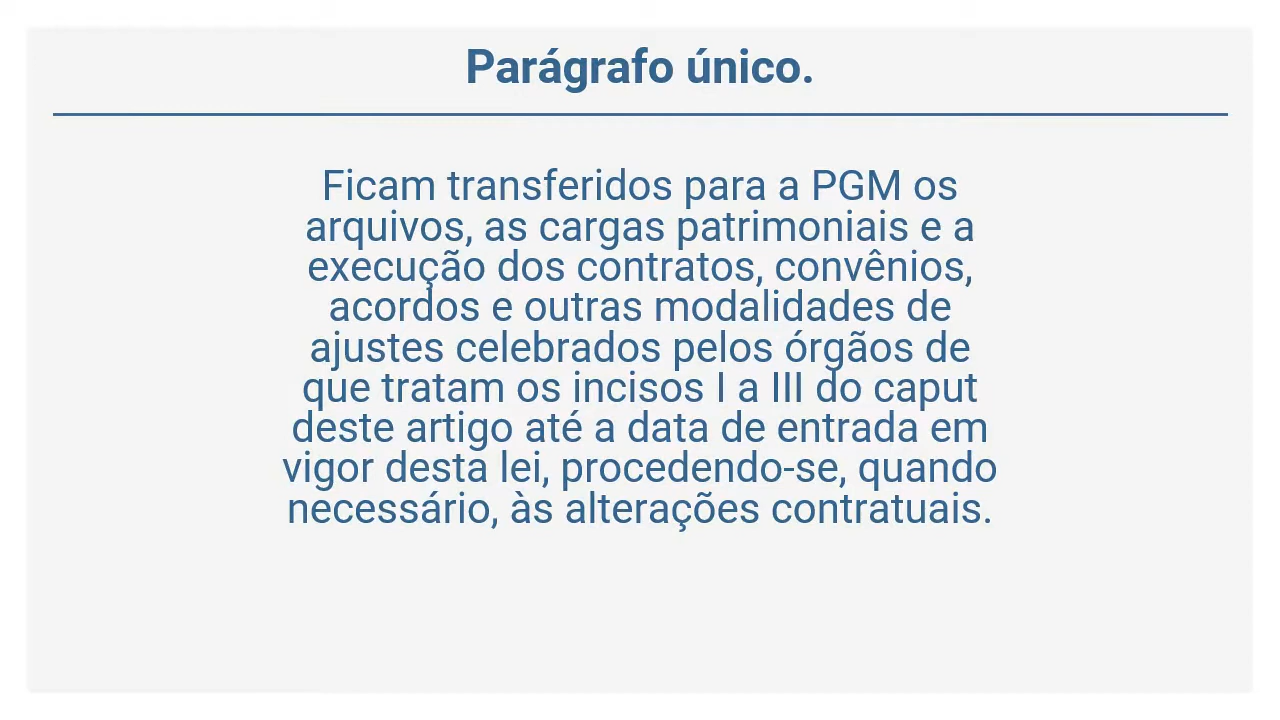 Parágrafo único.
Ficam transferidos para a PGM os
arquivos, as cargas patrimoniais e a
execução dos contratos, convênios,
acordos e outras modalidades de
ajustes celebrados pelos órgãos de
que tratam os incisos I a III do caput
deste artigo até a data de entrada em
vigor desta lei, procedendo-se, quando
necessário, às alterações contratuais.